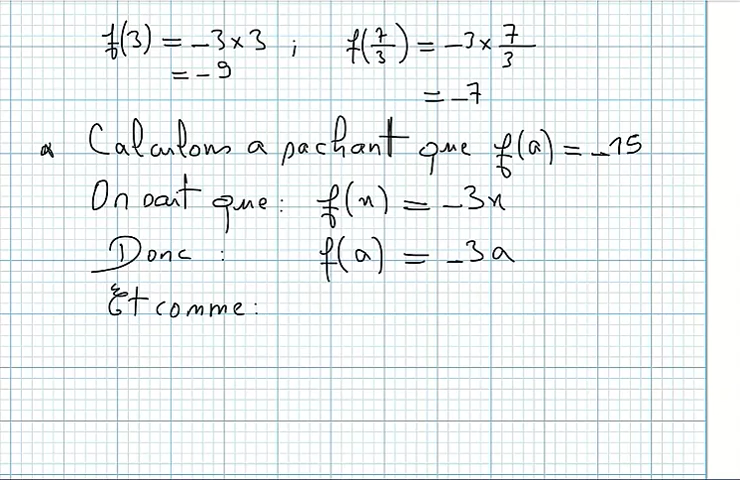 f(3) = -3 × 3 ; f(7/3) = -3 × 7/3
= -9
= -7
* Calculons a sachant que f(a) = -15
On sait que : f(x) = -3x
Donc : f(a) = -3a
Et comme :